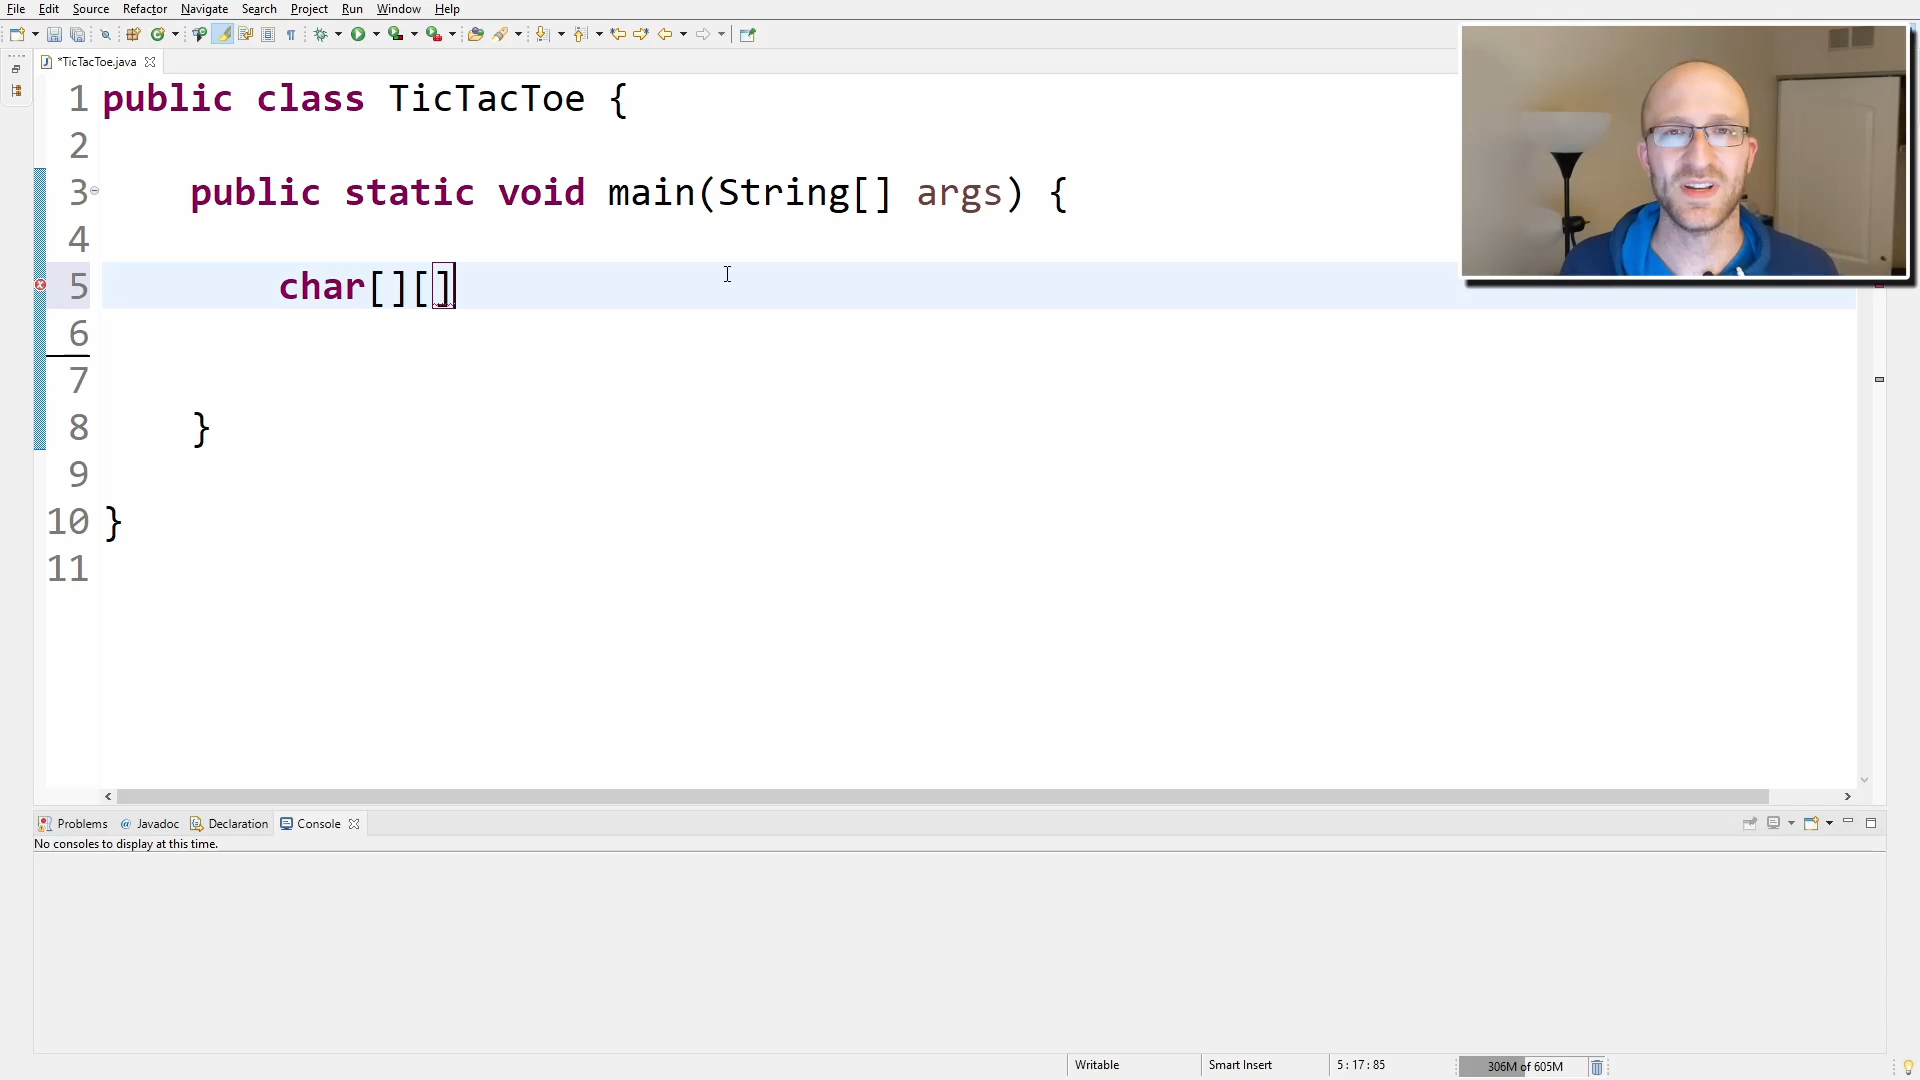 File Edit Source Refactor Navigate Search Project Run Window Help
*TicTacToe.java
1 public class TicTacToe {
2
3 public static void main(String[] args) {
4
5 char[][]
6
7
8 }
9
10 }
11
Problems @ Javadoc Declaration Console
No consoles to display at this time.
Writable Smart Insert 5 : 17 : 85 306M of 605M